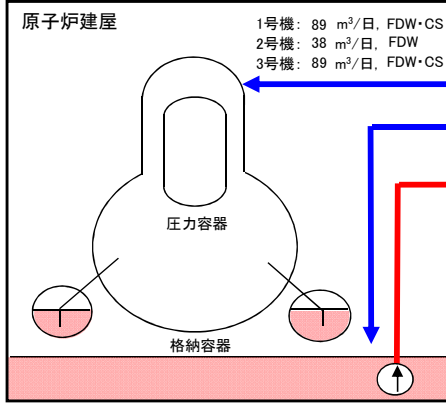 原子炉建屋
1号機: 89 m³/日, FDW・CS
2号機: 38 m³/日, FDW
3号機: 89 m³/日, FDW・CS
圧力容器
格納容器